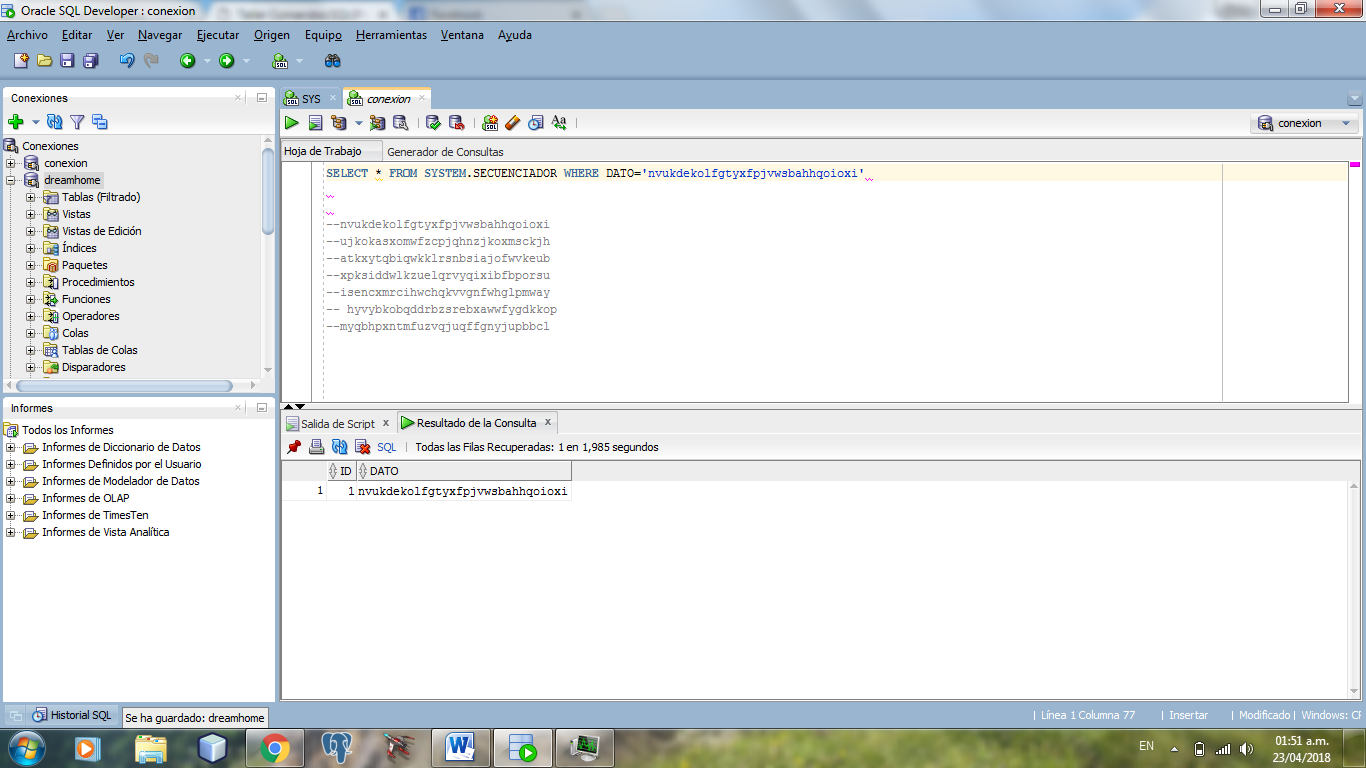 Oracle SQL Developer : conexion
Archivo Editar Ver Navegar Ejecutar Origen Equipo Herramientas Ventana Ayuda
Conexiones
Conexiones
conexion
dreamhome
Tablas (Filtrado)
Vistas
Vistas de Edición
Índices
Paquetes
Procedimientos
Funciones
Operadores
Colas
Tablas de Colas
Disparadores
Informes
Todos los Informes
Informes de Diccionario de Datos
Informes Definidos por el Usuario
Informes de Modelador de Datos
Informes de OLAP
Informes de TimesTen
Informes de Vista Analítica
SYS conexion
conexion
Hoja de Trabajo Generador de Consultas
SELECT * FROM SYSTEM.SECUENCIADOR WHERE DATO='nvukdekolfgtyxfpjvwsbahhqoioxi'
--nvukdekolfgtyxfpjvwsbahhqoioxi
--ujkokasxomwfzcpjqhnzjkoxmsckjh
--atkxytqbiqwkklrsnbsiajofwvkeub
--xpksiddwlkzuelqrvyqixibfbporsu
--isencxmrcihwchqkvvgnfwhglpmway
-- hyvybkobqddrbzsrebxawwfygdkkop
--myqbhpxntmfuzvqjuqffgnyjupbbcl
Salida de Script Resultado de la Consulta
SQL Todas las Filas Recuperadas: 1 en 1,985 segundos
ID DATO
1 1 nvukdekolfgtyxfpjvwsbahhqoioxi
Historial SQL Se ha guardado: dreamhome
Línea 1 Columna 77 Insertar Modificado Windows: CF
EN 01:51 a.m.
23/04/2018